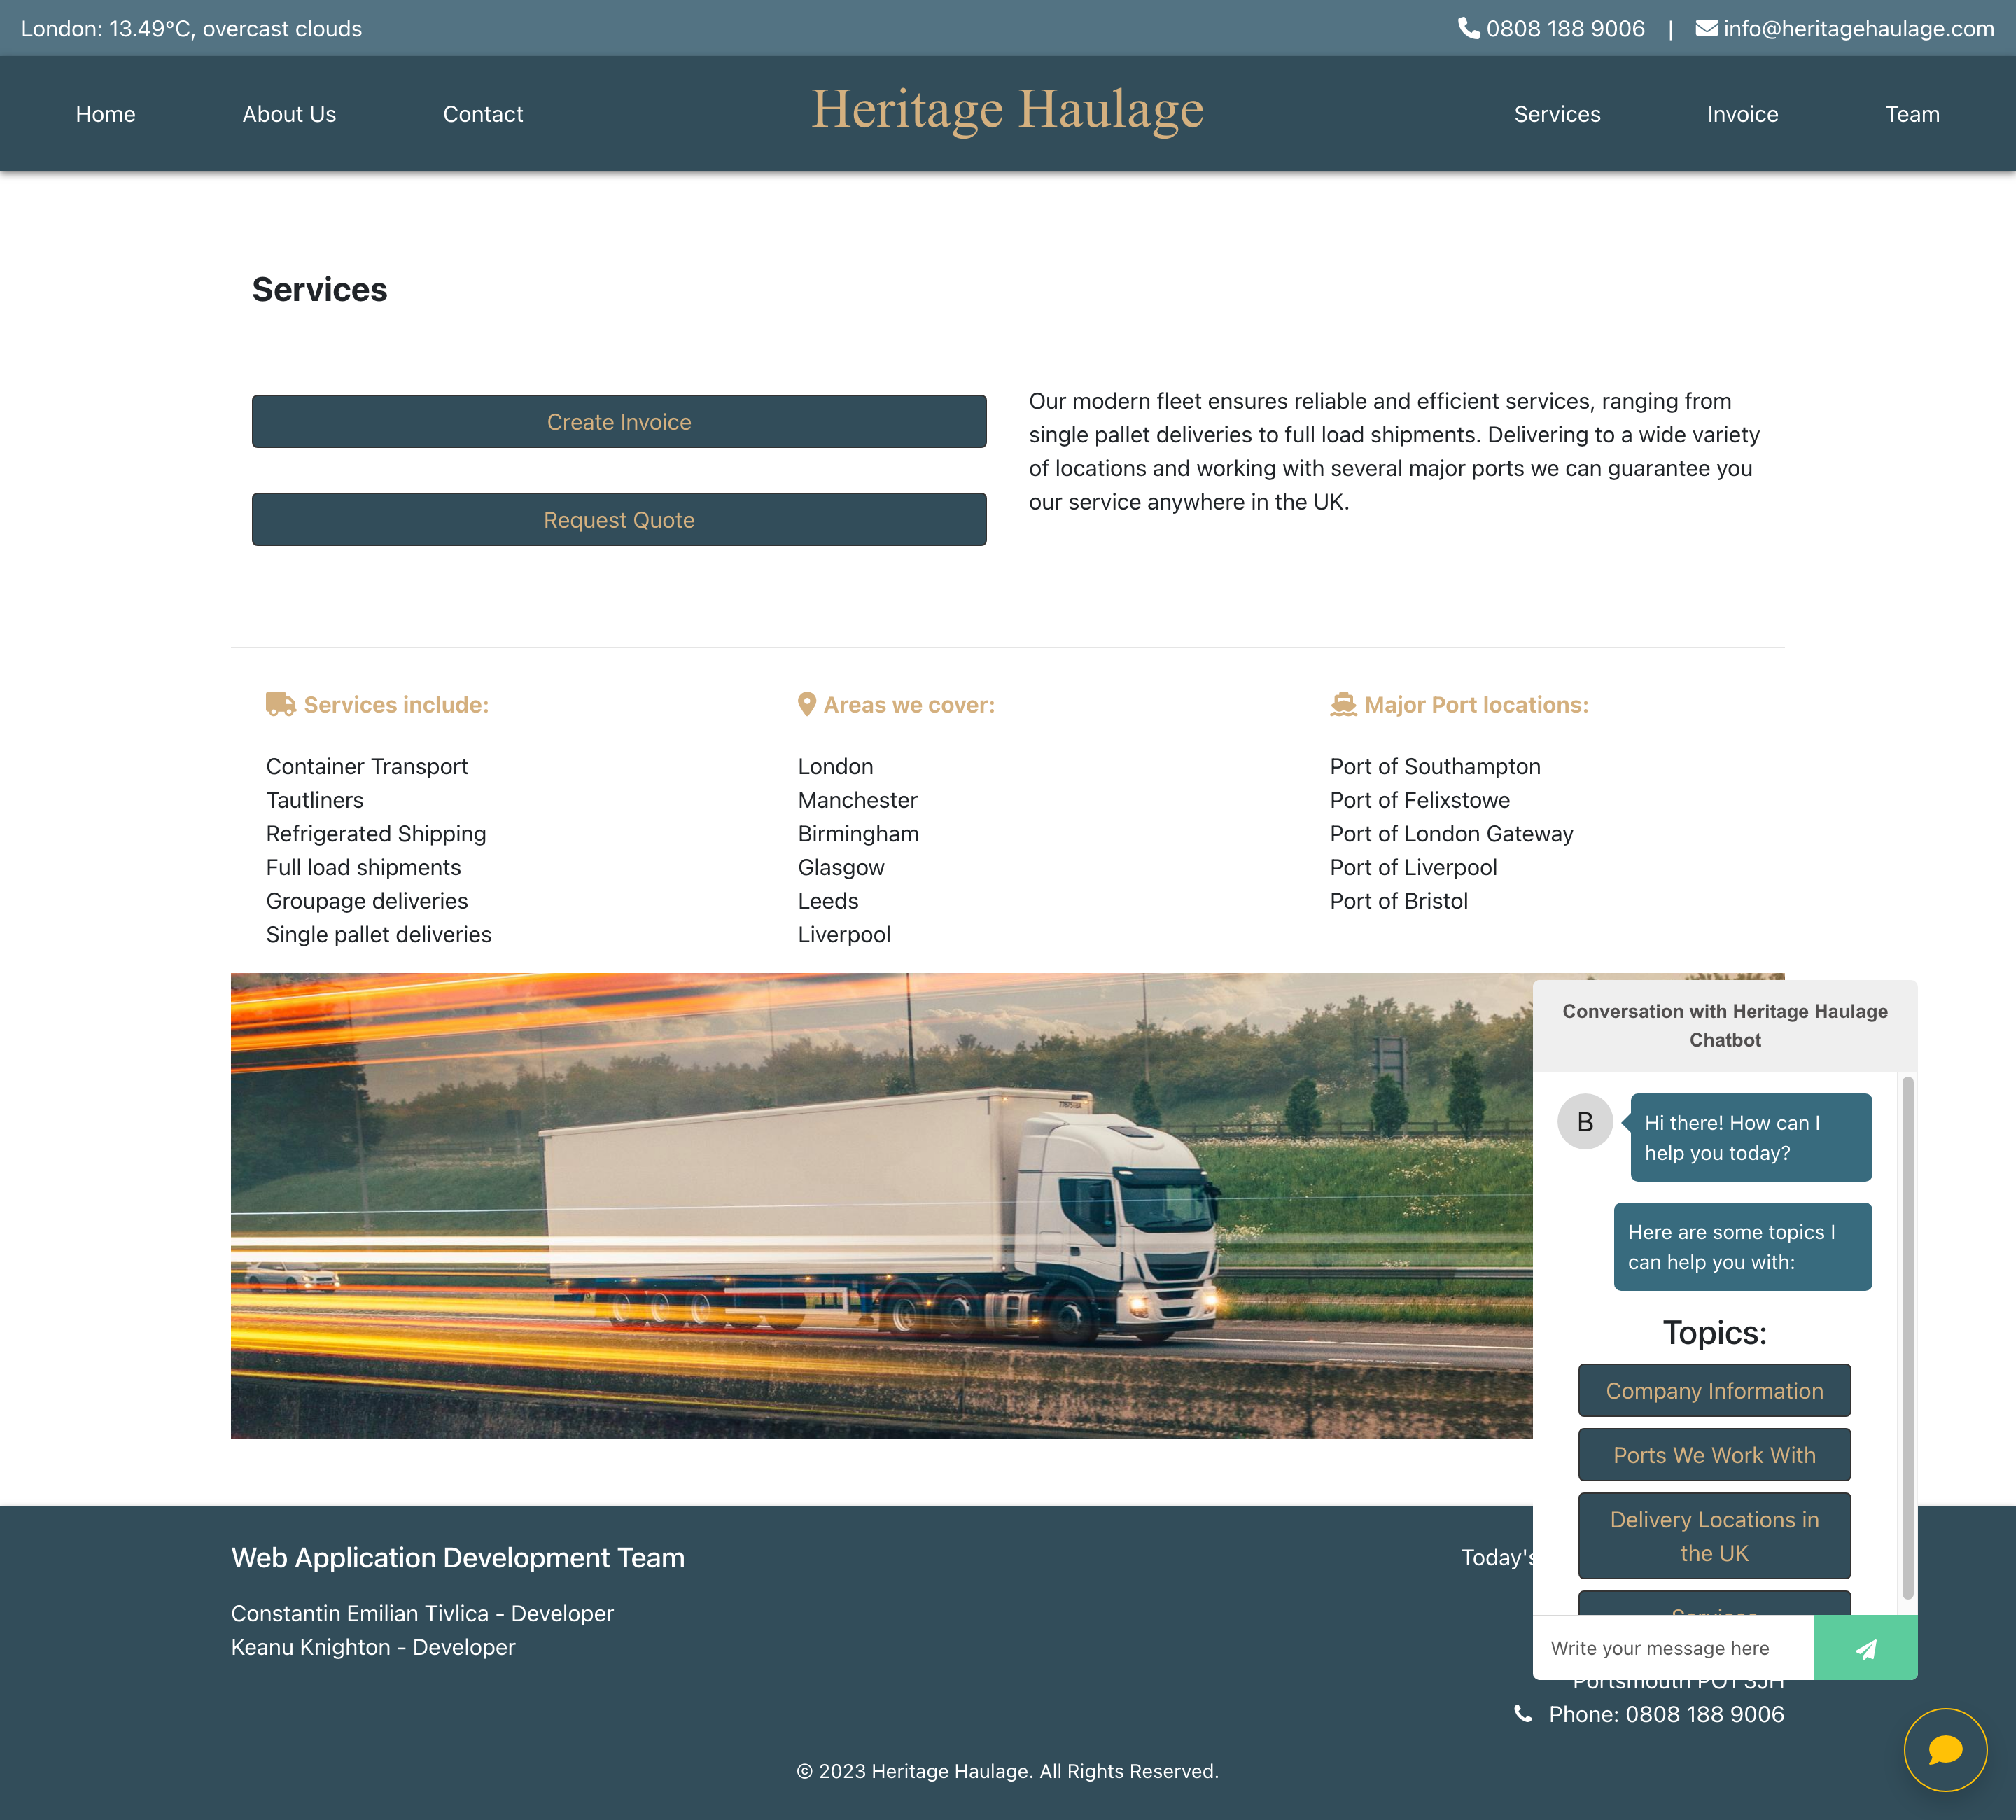 London: 13.49°C, overcast clouds
0808 188 9006 | info@heritagehaulage.com
Home About Us Contact Heritage Haulage Services Invoice Team
Services
Create Invoice
Request Quote
Our modern fleet ensures reliable and efficient services, ranging from
single pallet deliveries to full load shipments. Delivering to a wide variety
of locations and working with several major ports we can guarantee you
our service anywhere in the UK.
Services include:
Container Transport
Tautliners
Refrigerated Shipping
Full load shipments
Groupage deliveries
Single pallet deliveries
Areas we cover:
London
Manchester
Birmingham
Glasgow
Leeds
Liverpool
Major Port locations:
Port of Southampton
Port of Felixstowe
Port of London Gateway
Port of Liverpool
Port of Bristol
Conversation with Heritage Haulage
Chatbot
B
Hi there! How can I
help you today?
Here are some topics I
can help you with:
Topics:
Company Information
Ports We Work With
Delivery Locations in
the UK
Services
Write your message here
Web Application Development Team
Constantin Emilian Tivlica - Developer
Keanu Knighton - Developer
Today's
Portsmouth
Phone: 0808 188 9006
© 2023 Heritage Haulage. All Rights Reserved.